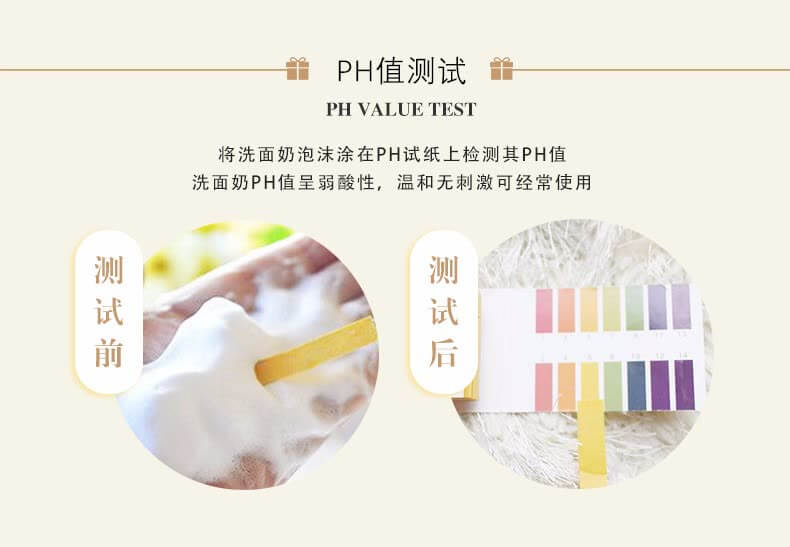 PH值测试
PH VALUE TEST
将洗面奶泡沫涂在PH试纸上检测其PH值
洗面奶PH值呈弱酸性，温和无刺激可经常使用
测试前
测试后